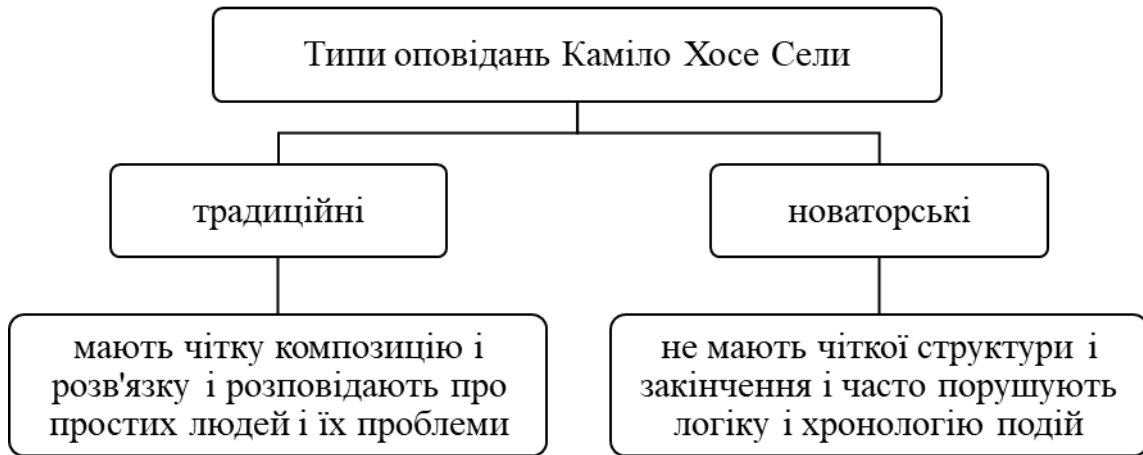 Типи оповідань Каміло Хосе Сели
традиційні
новаторські
мають чітку композицію і
розв'язку і розповідають про
простих людей і їх проблеми
не мають чіткої структури і
закінчення і часто порушують
логіку і хронологію подій